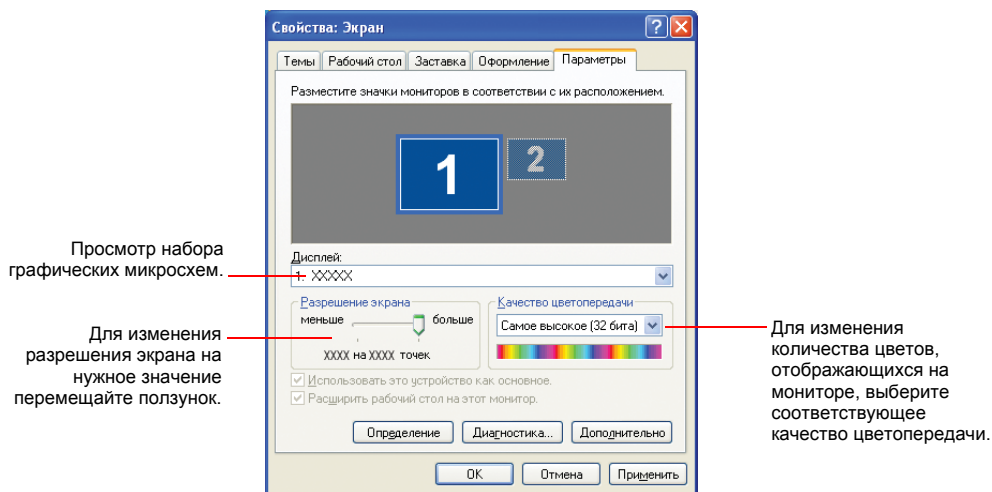 Свойства: Экран
Темы
Рабочий стол
Заставка
Оформление
Параметры
Разместите значки мониторов в соответствии с их расположением.
1
2
Просмотр набора
графических микросхем.
Дисплей:
1. XXXXX
Для изменения
разрешения экрана на
нужное значение
перемещайте ползунок.
Разрешение экрана
меньше
больше
XXXX на XXXX точек
Качество цветопередачи
Самое высокое (32 бита)
Для изменения
количества цветов,
отображающихся на
мониторе, выберите
соответствующее
качество цветопередачи.
Использовать это устройство как основное.
Расширить рабочий стол на этот монитор.
Определение
Диагностика...
Дополнительно
OK
Отмена
Применить